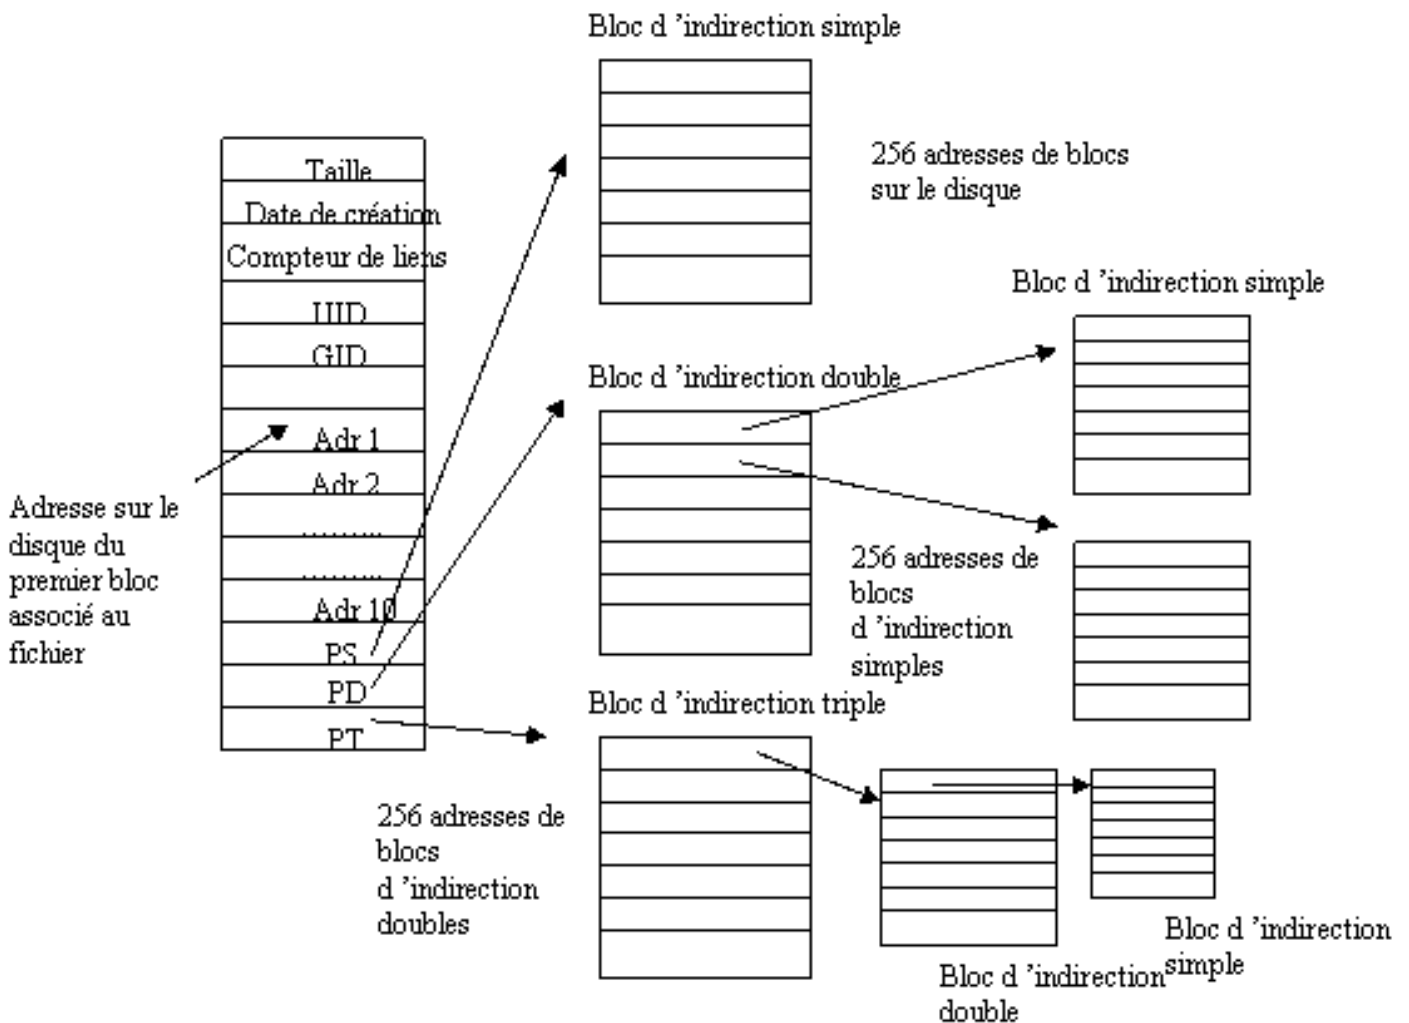 Bloc d ’indirection simple
256 adresses de blocs
sur le disque
Taille
Date de création
Compteur de liens
UID
GID
Adr 1
Adr 2
.........
.........
Adr 10
PS
PD
PT
Adresse sur le
disque du
premier bloc
associé au
fichier
Bloc d ’indirection simple
Bloc d ’indirection double
256 adresses de
blocs
d ’indirection
simples
Bloc d ’indirection triple
256 adresses de
blocs
d ’indirection
doubles
Bloc d ’indirection
simple
Bloc d ’indirection
double